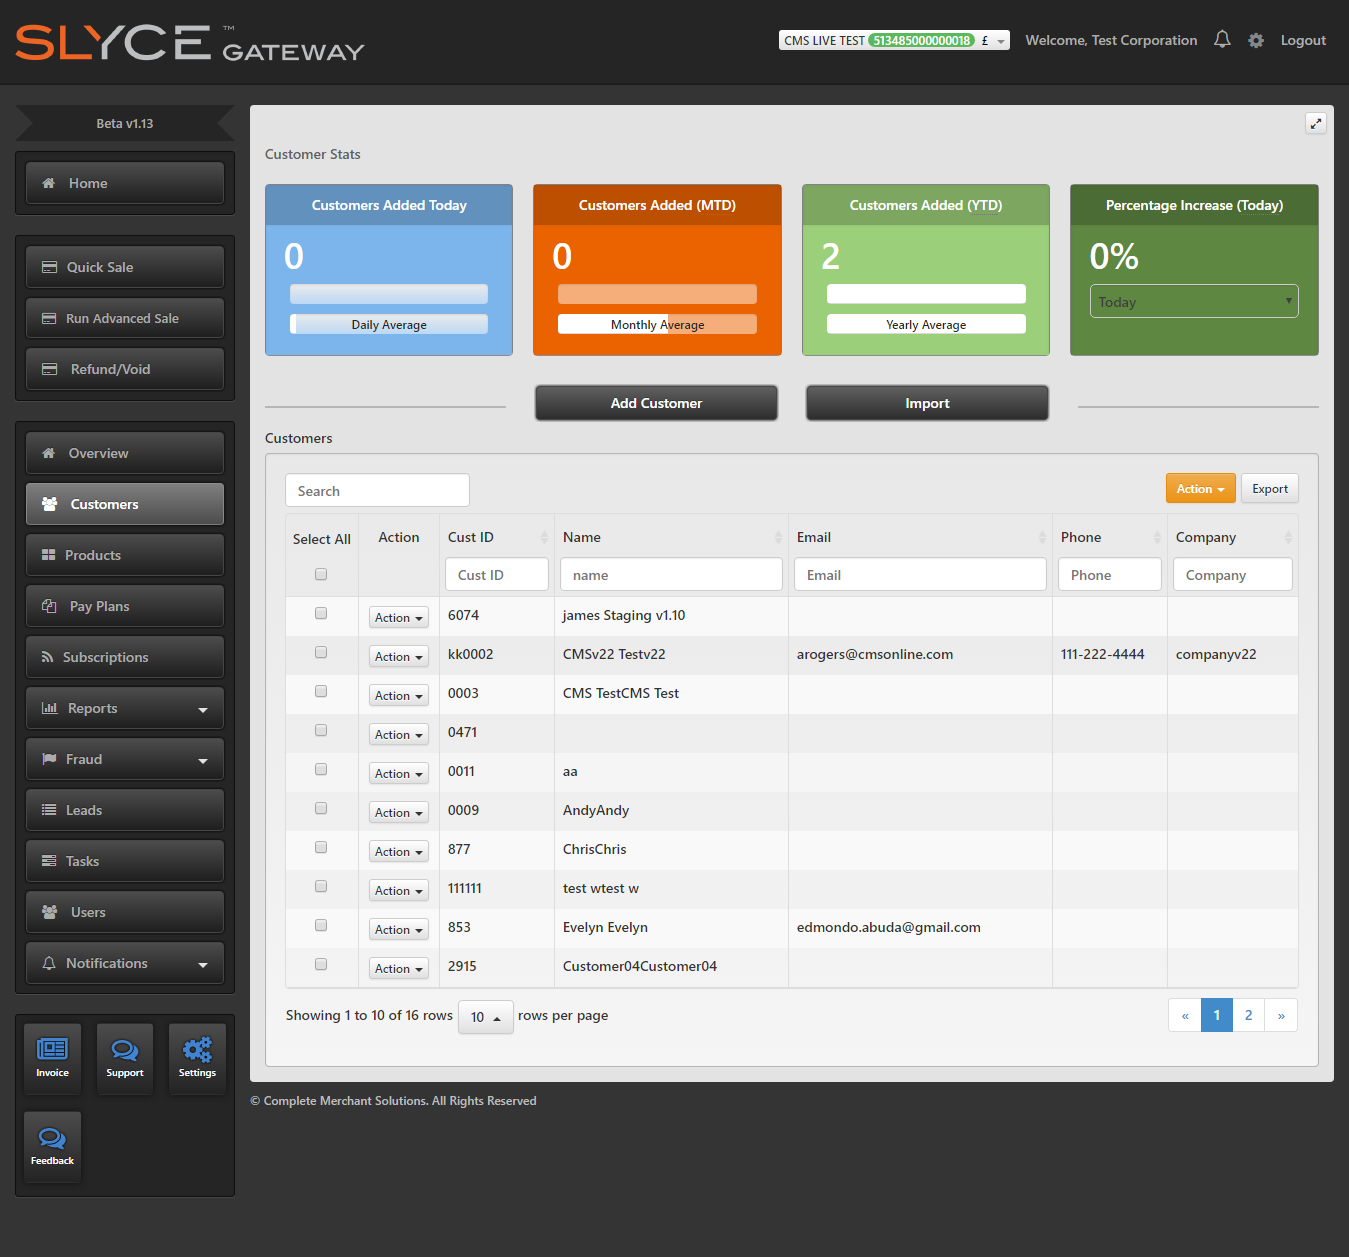 SLYCE ™ GATEWAY
CMS LIVE TEST 513485000000018 £
Welcome, Test Corporation
Logout
Beta v1.13
Home
Quick Sale
Run Advanced Sale
Refund/Void
Overview
Customers
Products
Pay Plans
Subscriptions
Reports
Fraud
Leads
Tasks
Users
Notifications
Invoice
Support
Settings
Feedback
Customer Stats
Customers Added Today
0
Daily Average
Customers Added (MTD)
0
Monthly Average
Customers Added (YTD)
2
Yearly Average
Percentage Increase (Today)
0%
Today
Add Customer
Import
Customers
Search
Action
Export
Select All Action Cust ID Name Email Phone Company
Cust ID name Email Phone Company
Action 6074 james Staging v1.10
Action kk0002 CMSv22 Testv22 arogers@cmsonline.com 111-222-4444 companyv22
Action 0003 CMS TestCMS Test
Action 0471
Action 0011 aa
Action 0009 AndyAndy
Action 877 ChrisChris
Action 111111 test wtest w
Action 853 Evelyn Evelyn edmondo.abuda@gmail.com
Action 2915 Customer04Customer04
Showing 1 to 10 of 16 rows 10 rows per page
« 1 2 »
© Complete Merchant Solutions. All Rights Reserved